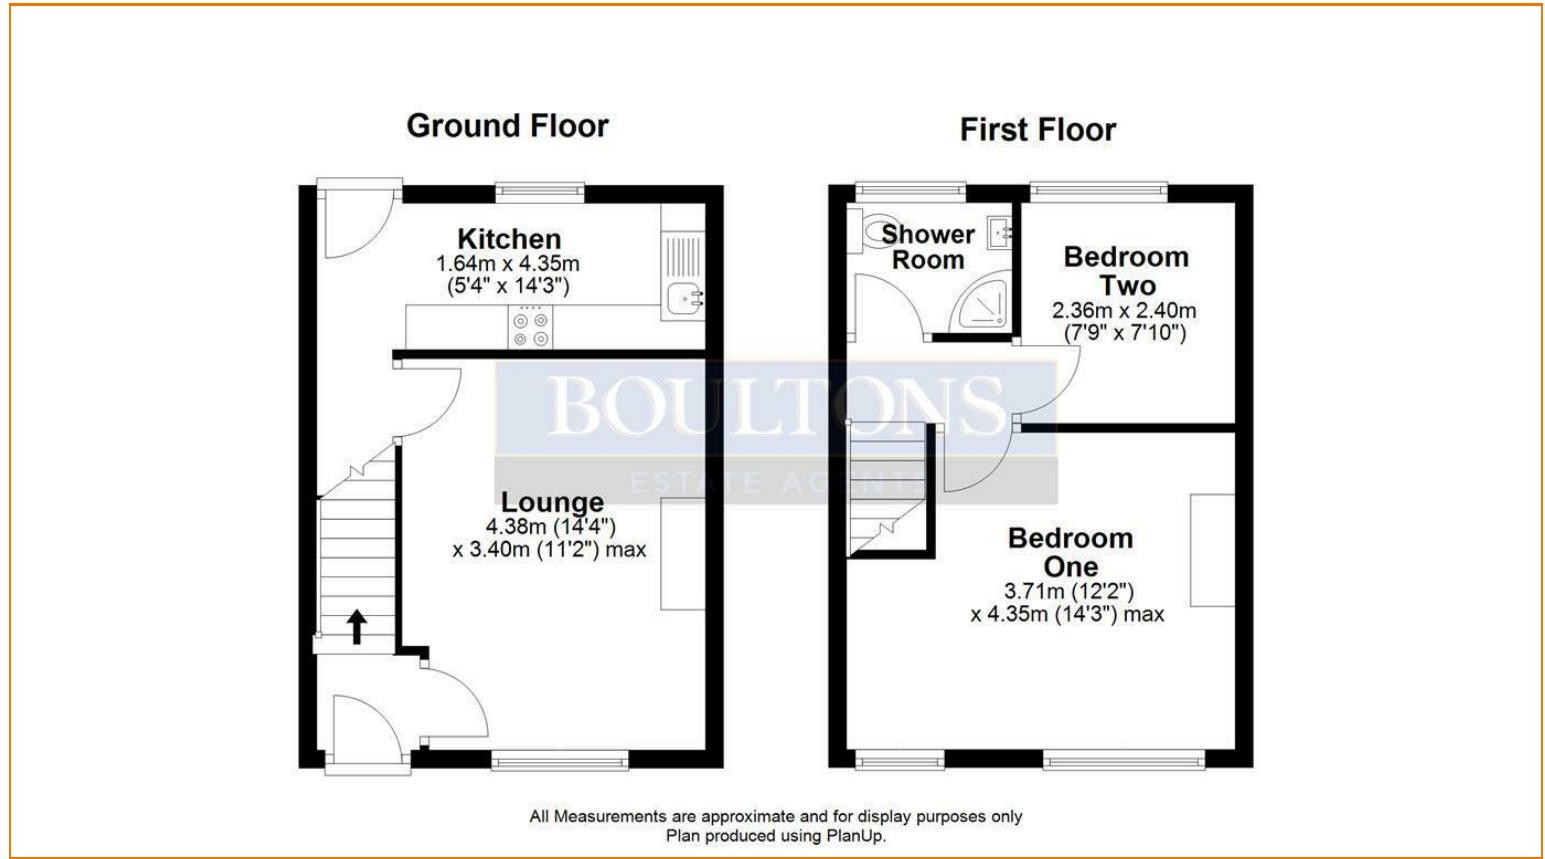 Ground Floor
Kitchen
1.64m x 4.35m
(5'4" x 14'3")
Lounge
4.38m (14'4")
x 3.40m (11'2") max
First Floor
Shower
Room
Bedroom
Two
2.36m x 2.40m
(7'9" x 7'10")
Bedroom
One
3.71m (12'2")
x 4.35m (14'3") max
BOULTONS
ESTATE AGENTS
All Measurements are approximate and for display purposes only
Plan produced using PlanUp.